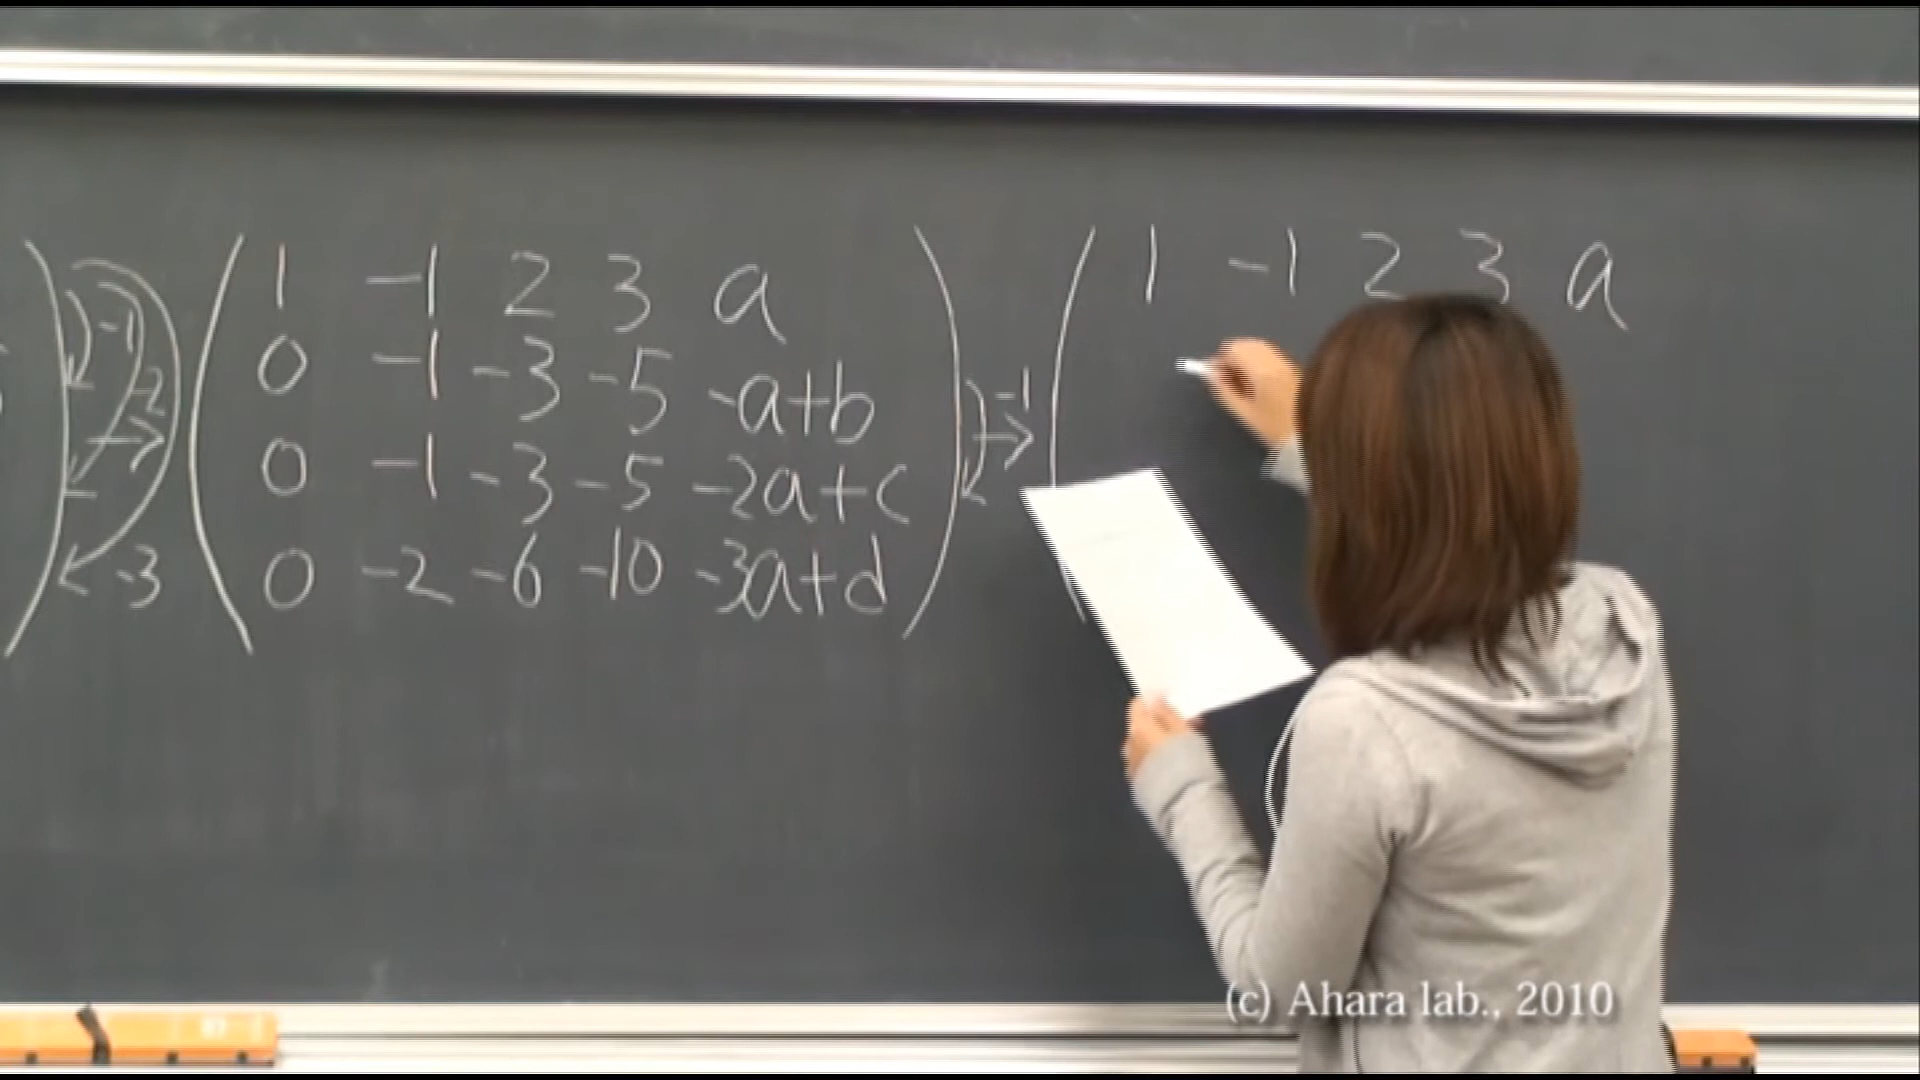 1 -1 2 3 a
0 -1 -3 -5 -a+b
0 -1 -3 -5 -2a+c
0 -2 -6 -10 -3a+d
-1
-2
-3
-1
1 -1 2 3 a
(c) Ahara lab., 2010